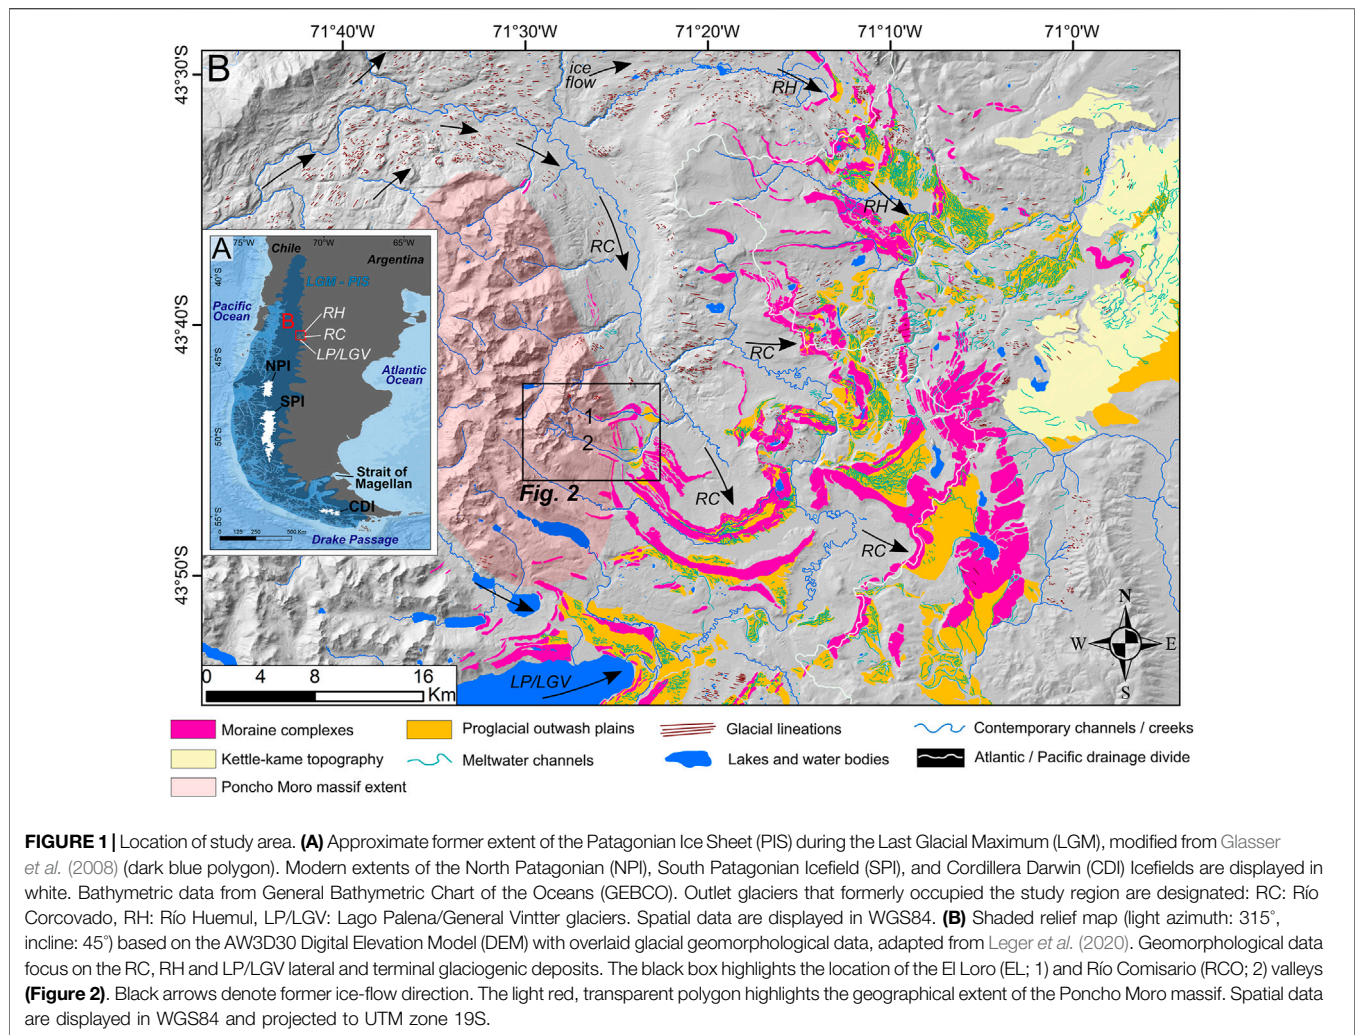 71°40'W 71°30'W 71°20'W 71°10'W 71°0'W
43°30'S
43°40'S
43°50'S
B
ice
flow
RH
RH
RC
RC
RC
RC
1
2
Fig. 2
LP/LGV
A
75°W 70°W 65°W
40°S
45°S
50°S
55°S
Chile
Argentina
LGM - PIS
Pacific
Ocean
B
RH
RC
LP/LGV
NPI
SPI
Atlantic
Ocean
Strait of
Magellan
CDI
Drake Passage
0 125 250 500 Km
0 4 8 16
Km
N
W E
S
Moraine complexes Proglacial outwash plains Glacial lineations Contemporary channels / creeks
Kettle-kame topography Meltwater channels Lakes and water bodies Atlantic / Pacific drainage divide
Poncho Moro massif extent
FIGURE 1 | Location of study area. (A) Approximate former extent of the Patagonian Ice Sheet (PIS) during the Last Glacial Maximum (LGM), modified from Glasser
et al. (2008) (dark blue polygon). Modern extents of the North Patagonian (NPI), South Patagonian Icefield (SPI), and Cordillera Darwin (CDI) Icefields are displayed in
white. Bathymetric data from General Bathymetric Chart of the Oceans (GEBCO). Outlet glaciers that formerly occupied the study region are designated: RC: Río
Corcovado, RH: Río Huemul, LP/LGV: Lago Palena/General Vintter glaciers. Spatial data are displayed in WGS84. (B) Shaded relief map (light azimuth: 315°,
incline: 45°) based on the AW3D30 Digital Elevation Model (DEM) with overlaid glacial geomorphological data, adapted from Leger et al. (2020). Geomorphological data
focus on the RC, RH and LP/LGV lateral and terminal glaciogenic deposits. The black box highlights the location of the El Loro (EL; 1) and Río Comisario (RCO; 2) valleys
(Figure 2). Black arrows denote former ice-flow direction. The light red, transparent polygon highlights the geographical extent of the Poncho Moro massif. Spatial data
are displayed in WGS84 and projected to UTM zone 19S.